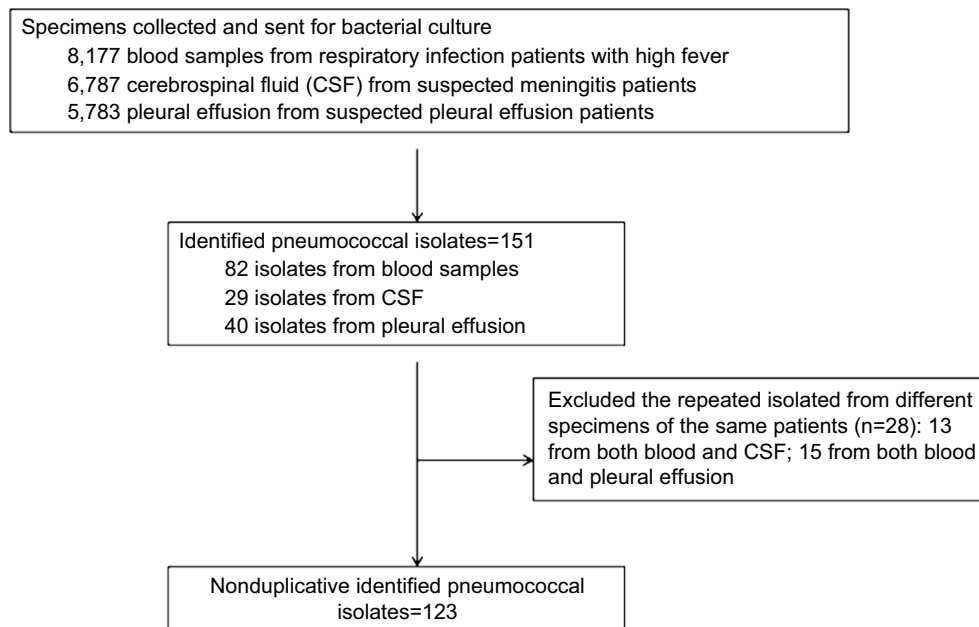 Specimens collected and sent for bacterial culture
8,177 blood samples from respiratory infection patients with high fever
6,787 cerebrospinal fluid (CSF) from suspected meningitis patients
5,783 pleural effusion from suspected pleural effusion patients
Identified pneumococcal isolates=151
82 isolates from blood samples
29 isolates from CSF
40 isolates from pleural effusion
Excluded the repeated isolated from different
specimens of the same patients (n=28): 13
from both blood and CSF; 15 from both blood
and pleural effusion
Nonduplicative identified pneumococcal
isolates=123